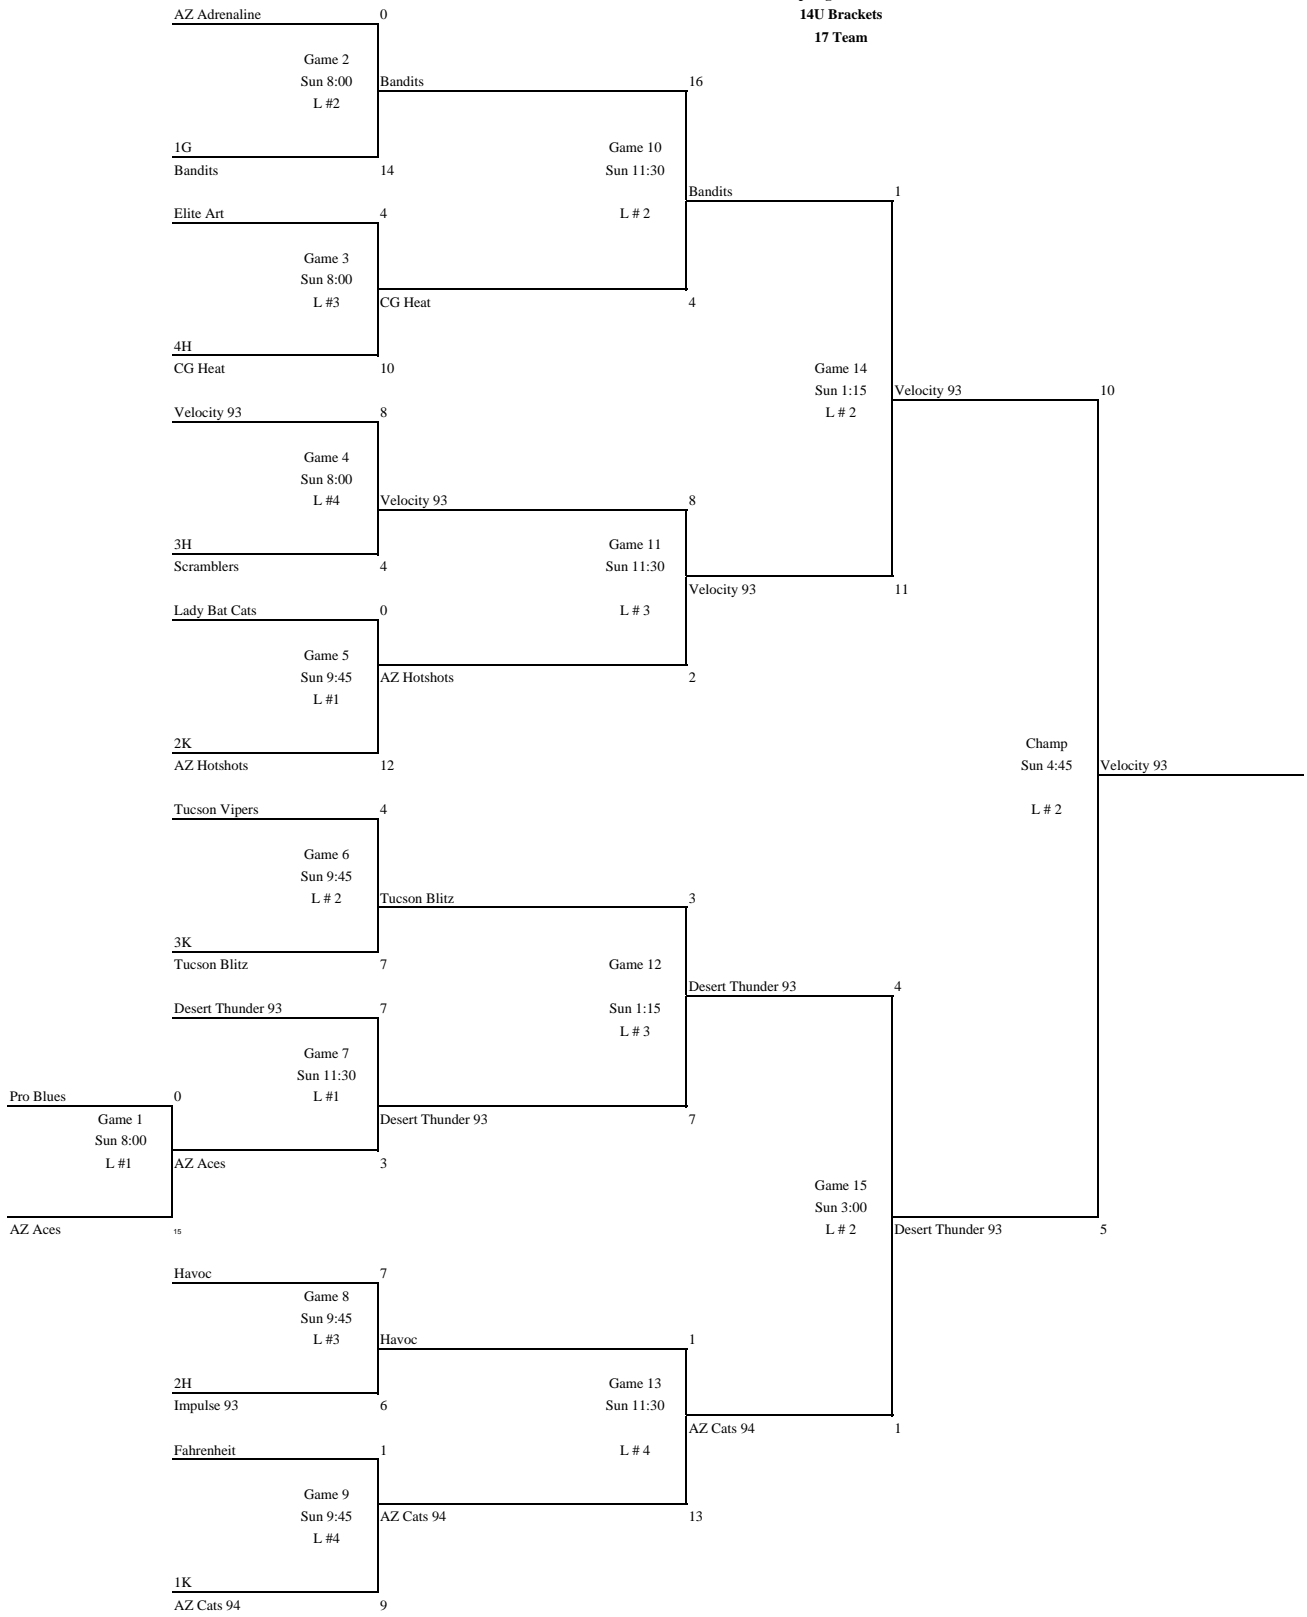 14U Brackets
17 Team
AZ Adrenaline 0
Game 2
Sun 8:00
L #2
1G
Bandits 14
Bandits 16
Elite Art 4
Game 3
Sun 8:00
L #3
4H
CG Heat 10
CG Heat 4
Game 10
Sun 11:30
L # 2
Bandits 1
Velocity 93 8
Game 4
Sun 8:00
L #4
3H
Scramblers 4
Velocity 93 8
Lady Bat Cats 0
Game 5
Sun 9:45
L #1
2K
AZ Hotshots 12
AZ Hotshots 2
Game 11
Sun 11:30
L # 3
Velocity 93 11
Game 14
Sun 1:15
L # 2
Velocity 93 10
Tucson Vipers 4
Game 6
Sun 9:45
L # 2
3K
Tucson Blitz 7
Tucson Blitz 3
Pro Blues 0
Game 1
Sun 8:00
L #1
AZ Aces 15
Desert Thunder 93 7
Game 7
Sun 11:30
L #1
AZ Aces 3
Desert Thunder 93 7
Game 12
Sun 1:15
L # 3
Desert Thunder 93 4
Havoc 7
Game 8
Sun 9:45
L #3
2H
Impulse 93 6
Havoc 1
Fahrenheit 1
Game 9
Sun 9:45
L #4
1K
AZ Cats 94 9
AZ Cats 94 13
Game 13
Sun 11:30
L # 4
AZ Cats 94 1
Game 15
Sun 3:00
L # 2
Desert Thunder 93 5
Champ
Sun 4:45
L # 2
Velocity 93